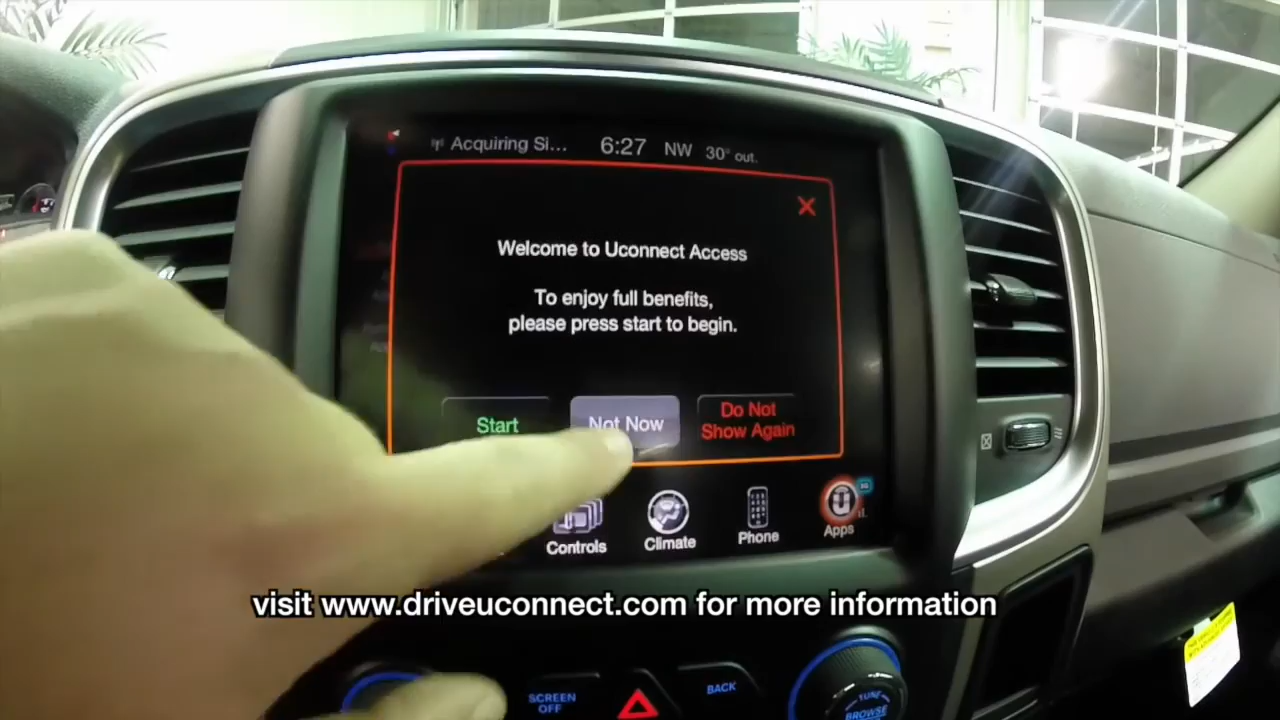 Acquiring Si... 6:27 NW 30° out.
Welcome to Uconnect Access
To enjoy full benefits,
please press start to begin.
Start
Not Now
Do Not
Show Again
Controls
Climate
Phone
Apps
visit www.driveuconnect.com for more information
SCREEN
OFF
BACK
TUNE
BROWSE